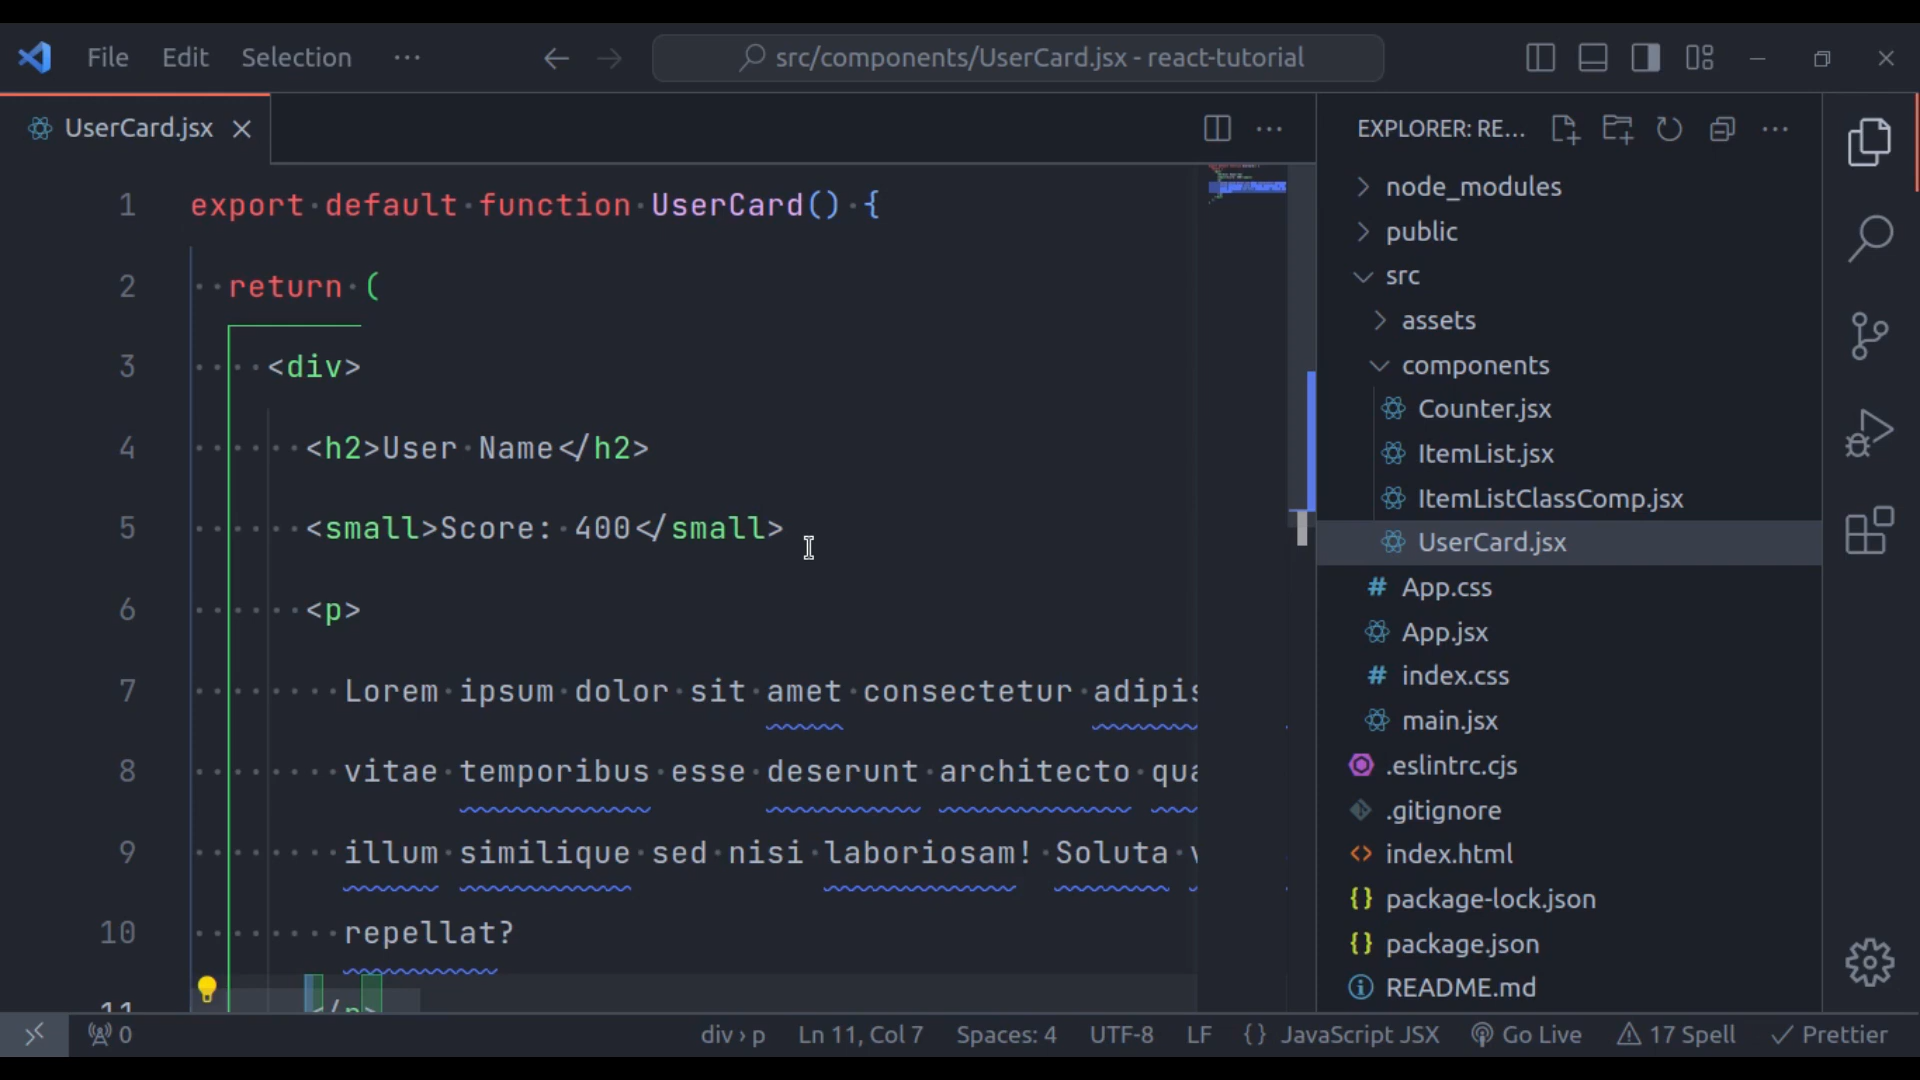 File Edit Selection ··· src/components/UserCard.jsx - react-tutorial
UserCard.jsx
1 export default function UserCard() {
2 return (
3 <div>
4 <h2>User Name</h2>
5 <small>Score: 400</small>
6 <p>
7 Lorem ipsum dolor sit amet consectetur adipis
8 vitae temporibus esse deserunt architecto qua
9 illum similique sed nisi laboriosam! Soluta v
10 repellat?
11 </p>
EXPLORER: RE...
node_modules
public
src
assets
components
Counter.jsx
ItemList.jsx
ItemListClassComp.jsx
UserCard.jsx
# App.css
App.jsx
# index.css
main.jsx
.eslintrc.cjs
.gitignore
<> index.html
{} package-lock.json
{} package.json
README.md
0 div › p Ln 11, Col 7 Spaces: 4 UTF-8 LF {} JavaScript JSX Go Live 17 Spell Prettier